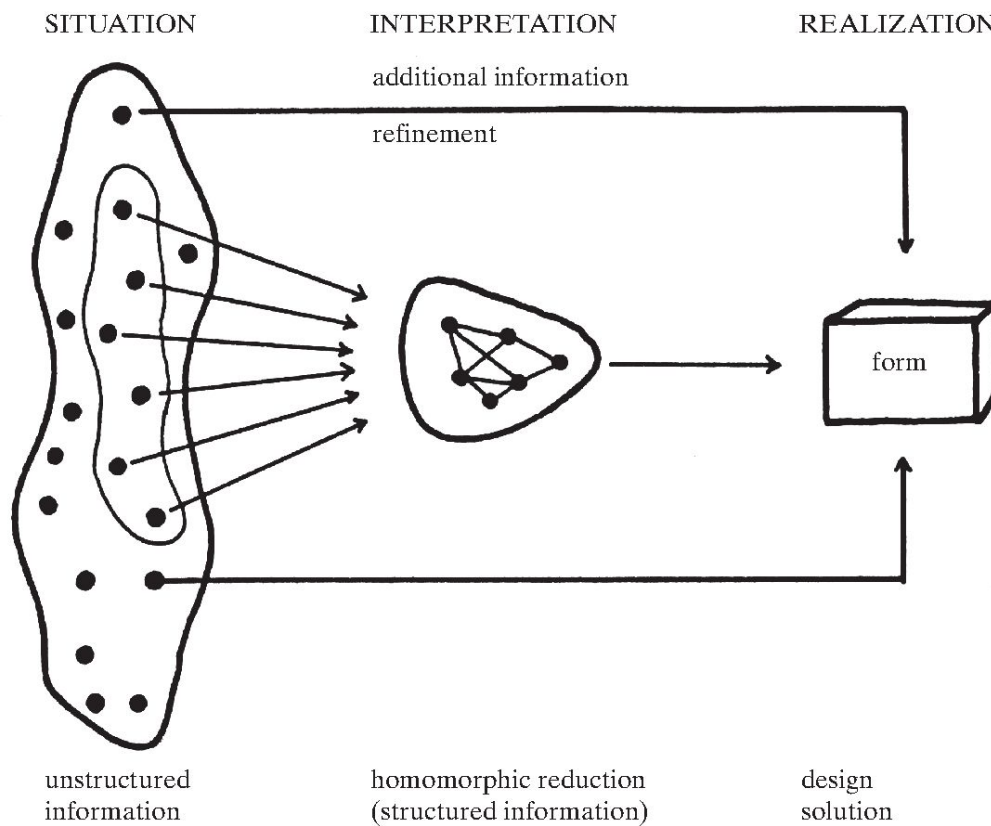 SITUATION
INTERPRETATION
REALIZATION
additional information
refinement
form
unstructured
information
homomorphic reduction
(structured information)
design
solution